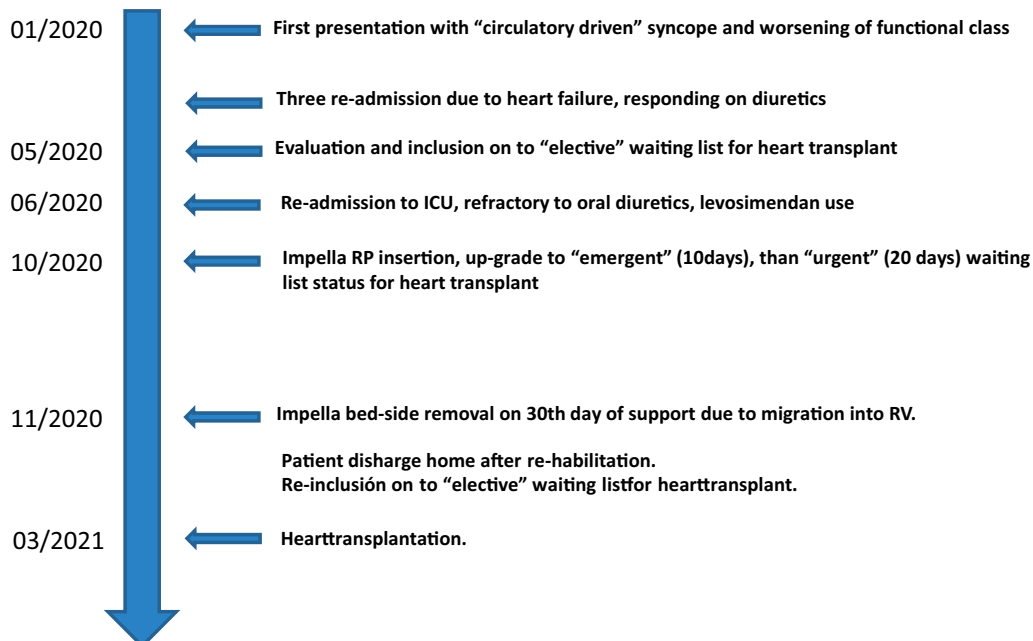 01/2020
First presentation with “circulatory driven” syncope and worsening of functional class
Three re-admission due to heart failure, responding on diuretics
05/2020
Evaluation and inclusion on to “elective” waiting list for heart transplant
06/2020
Re-admission to ICU, refractory to oral diuretics, levosimendan use
10/2020
Impella RP insertion, up-grade to “emergent” (10days), than “urgent” (20 days) waiting
list status for heart transplant
11/2020
Impella bed-side removal on 30th day of support due to migration into RV.
Patient disharge home after re-habilitation.
Re-inclusión on to “elective” waiting listfor hearttransplant.
03/2021
Hearttransplantation.